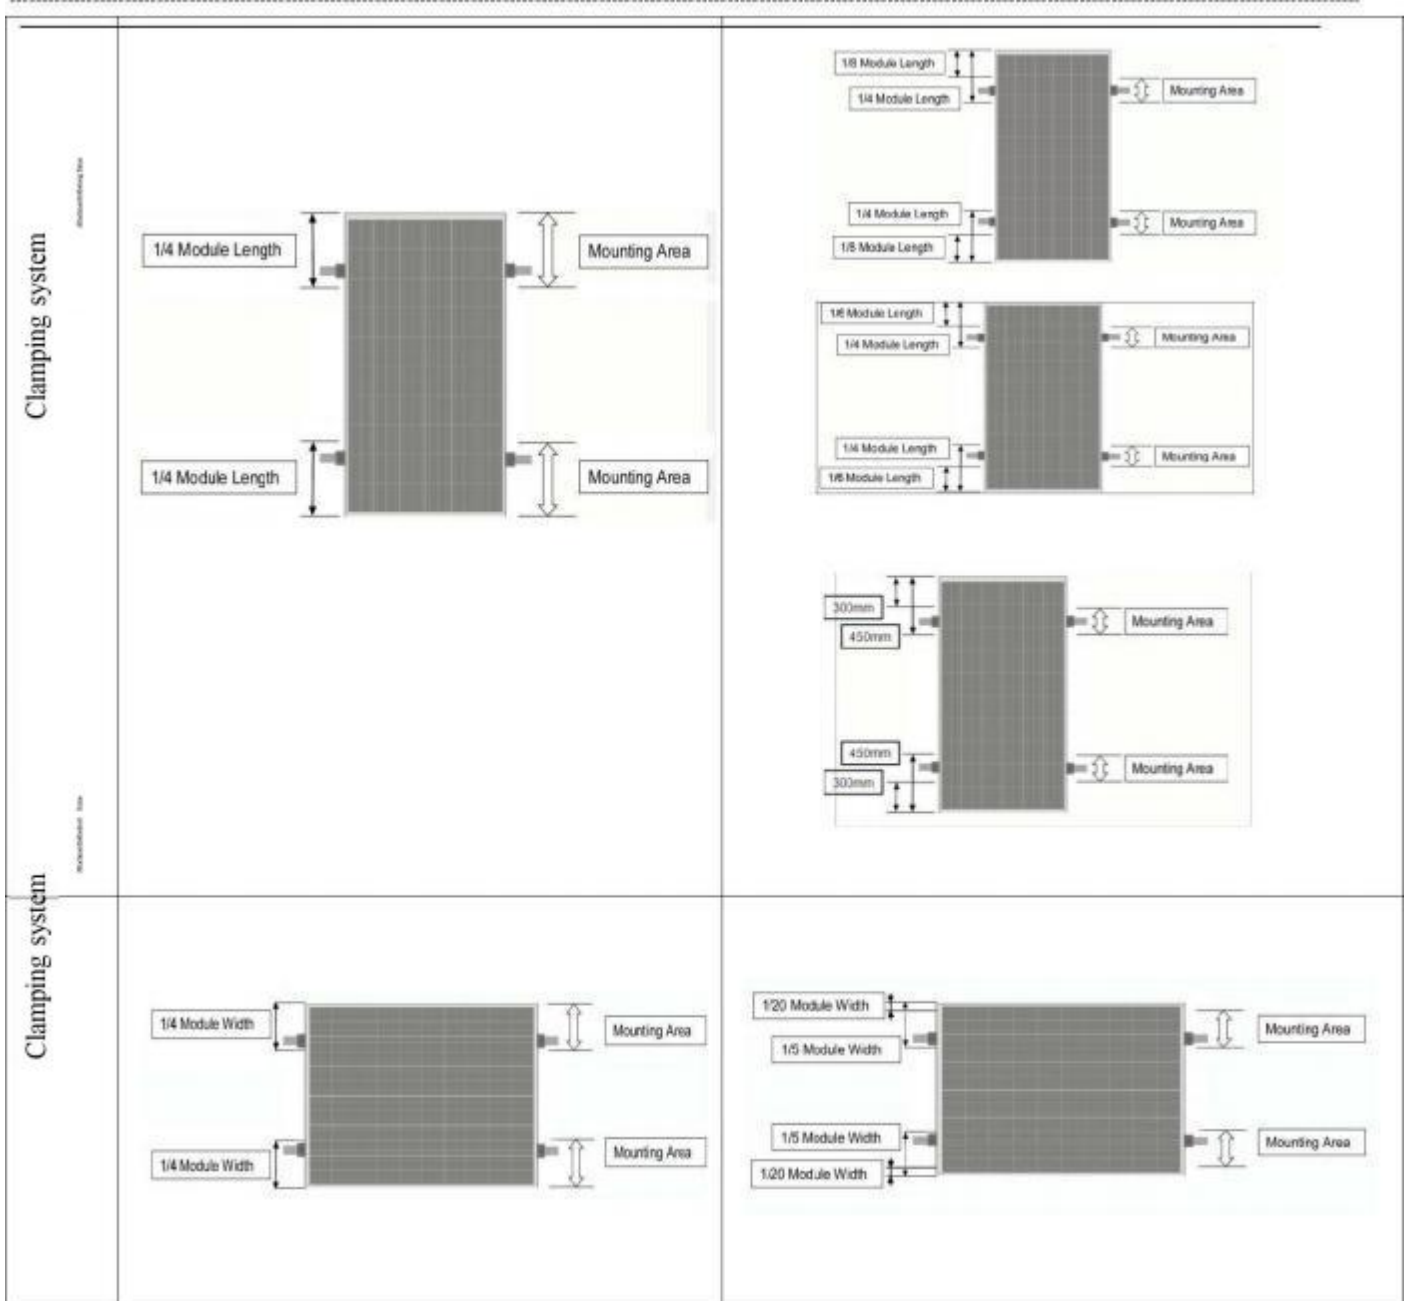 Clamping system
1/4 Module Length
Mounting Area
1/4 Module Length
Mounting Area
1/8 Module Length
1/4 Module Length
Mounting Area
1/4 Module Length
1/8 Module Length
Mounting Area
1/6 Module Length
1/4 Module Length
Mounting Area
1/4 Module Length
1/6 Module Length
Mounting Area
300mm
450mm
Mounting Area
450mm
300mm
Mounting Area
Clamping system
1/4 Module Width
Mounting Area
1/4 Module Width
Mounting Area
1/20 Module Width
1/5 Module Width
Mounting Area
1/5 Module Width
1/20 Module Width
Mounting Area